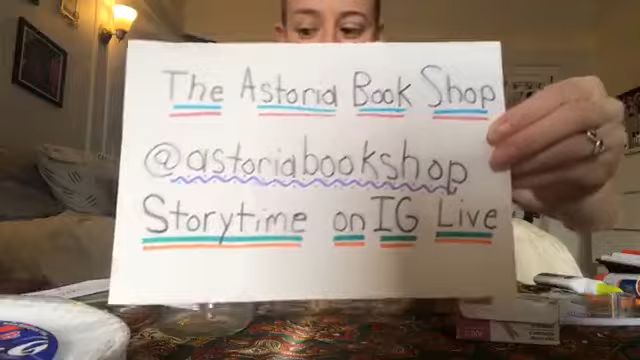 The Astoria Book Shop
@astoriabookshop
Storytime on IG Live